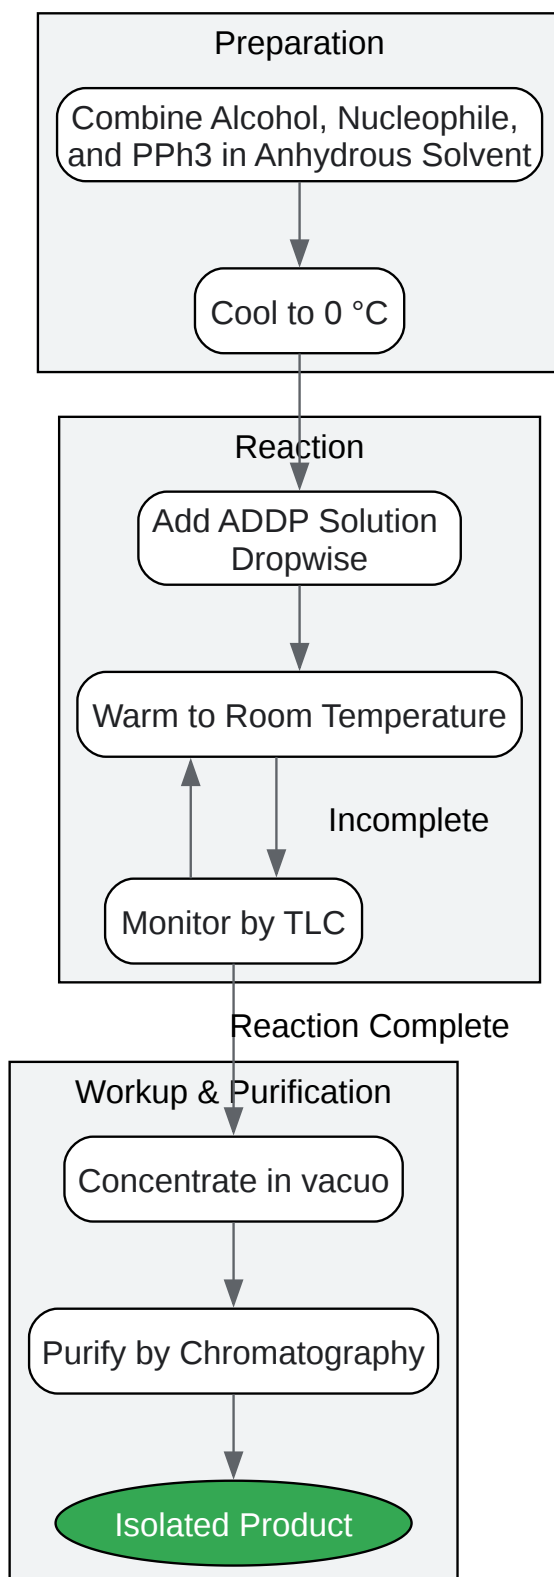 Preparation
Combine Alcohol, Nucleophile,
and PPh3 in Anhydrous Solvent
Cool to 0 °C
Reaction
Add ADDP Solution
Dropwise
Warm to Room Temperature
Incomplete
Monitor by TLC
Reaction Complete
Workup & Purification
Concentrate in vacuo
Purify by Chromatography
Isolated Product